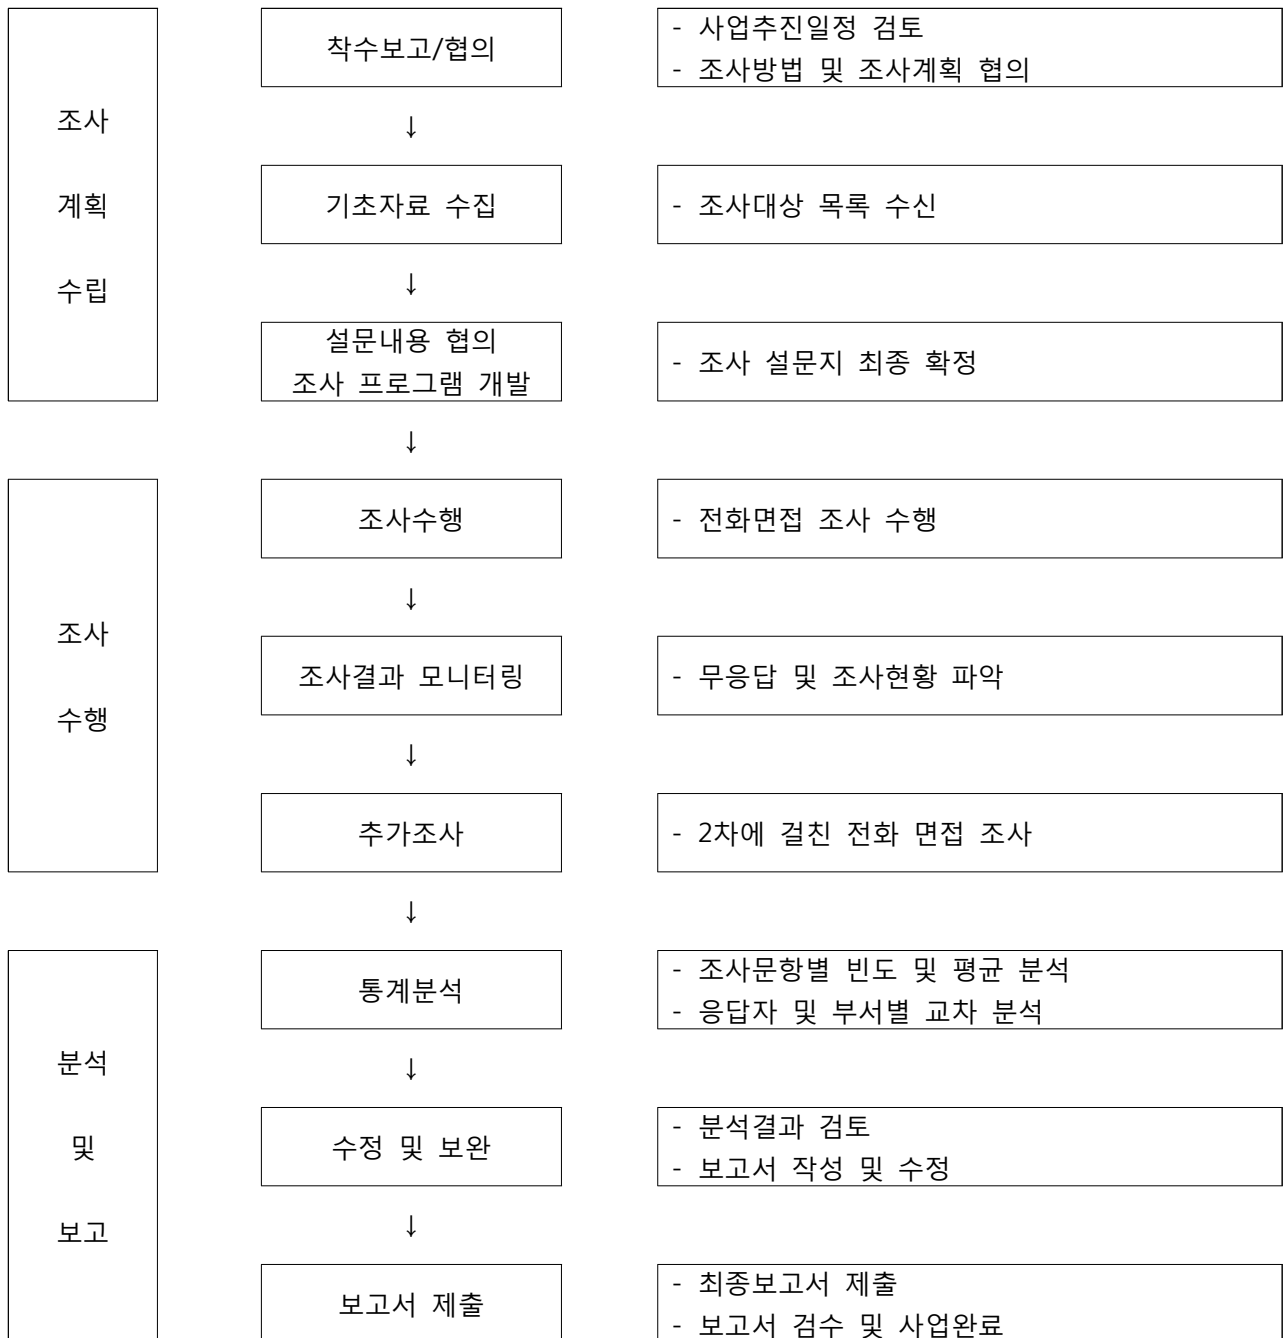 조사
계획
수립
착수보고/협의
- 사업추진일정 검토
- 조사방법 및 조사계획 협의
↓
기초자료 수집
- 조사대상 목록 수신
↓
설문내용 협의
조사 프로그램 개발
- 조사 설문지 최종 확정
↓
조사
수행
조사수행
- 전화면접 조사 수행
↓
조사결과 모니터링
- 무응답 및 조사현황 파악
↓
추가조사
- 2차에 걸친 전화 면접 조사
↓
분석
및
보고
통계분석
- 조사문항별 빈도 및 평균 분석
- 응답자 및 부서별 교차 분석
↓
수정 및 보완
- 분석결과 검토
- 보고서 작성 및 수정
↓
보고서 제출
- 최종보고서 제출
- 보고서 검수 및 사업완료